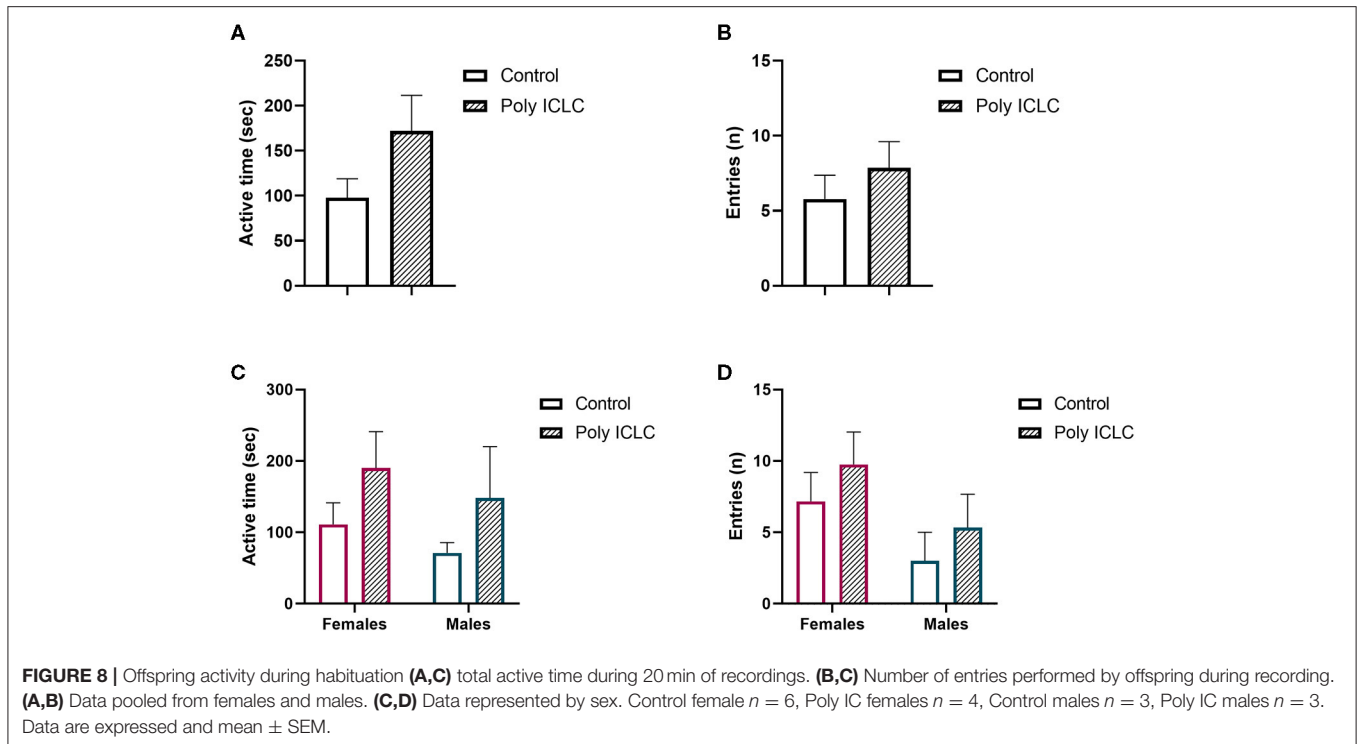 A
250
200
150
100
50
0
Active time (sec)
Control
Poly ICLC
B
15
10
5
0
Entries (n)
Control
Poly ICLC
C
300
200
100
0
Active time (sec)
Females
Males
Control
Poly ICLC
D
15
10
5
0
Entries (n)
Females
Males
Control
Poly ICLC
FIGURE 8 | Offspring activity during habituation (A,C) total active time during 20 min of recordings. (B,C) Number of entries performed by offspring during recording.
(A,B) Data pooled from females and males. (C,D) Data represented by sex. Control female n = 6, Poly IC females n = 4, Control males n = 3, Poly IC males n = 3.
Data are expressed and mean ± SEM.